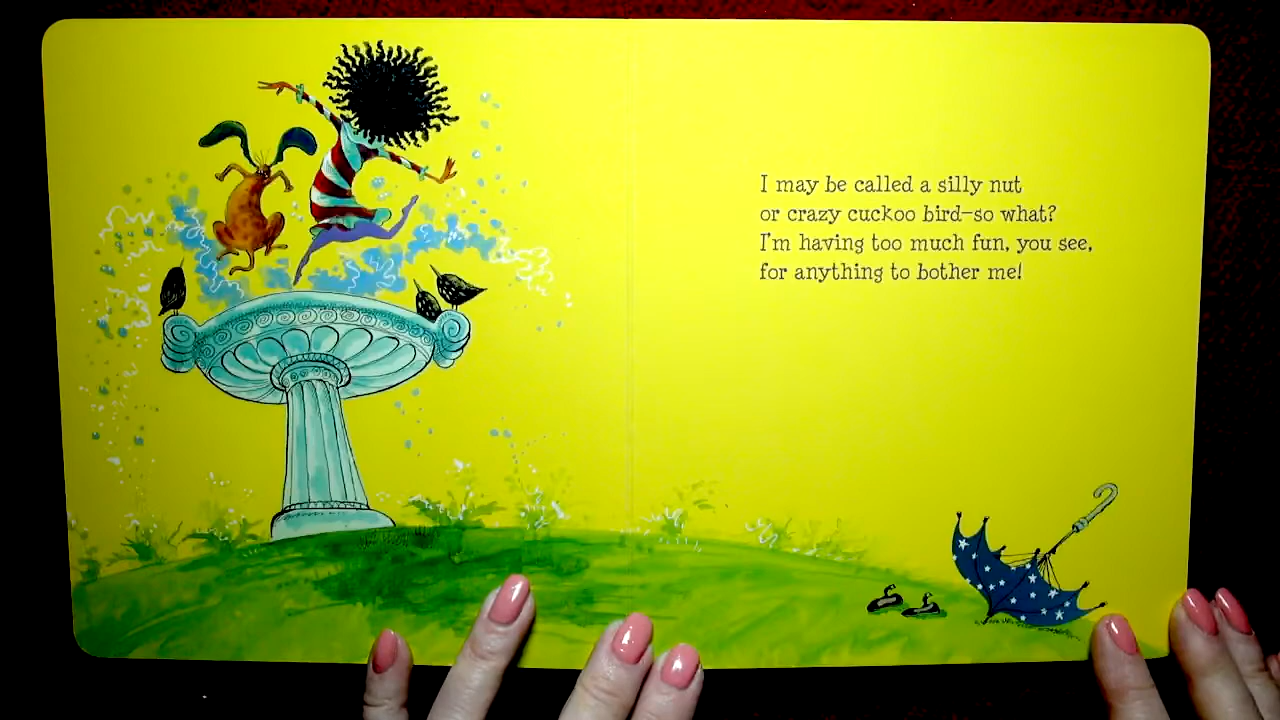 I may be called a silly nut
or crazy cuckoo bird–so what?
I'm having too much fun, you see,
for anything to bother me!